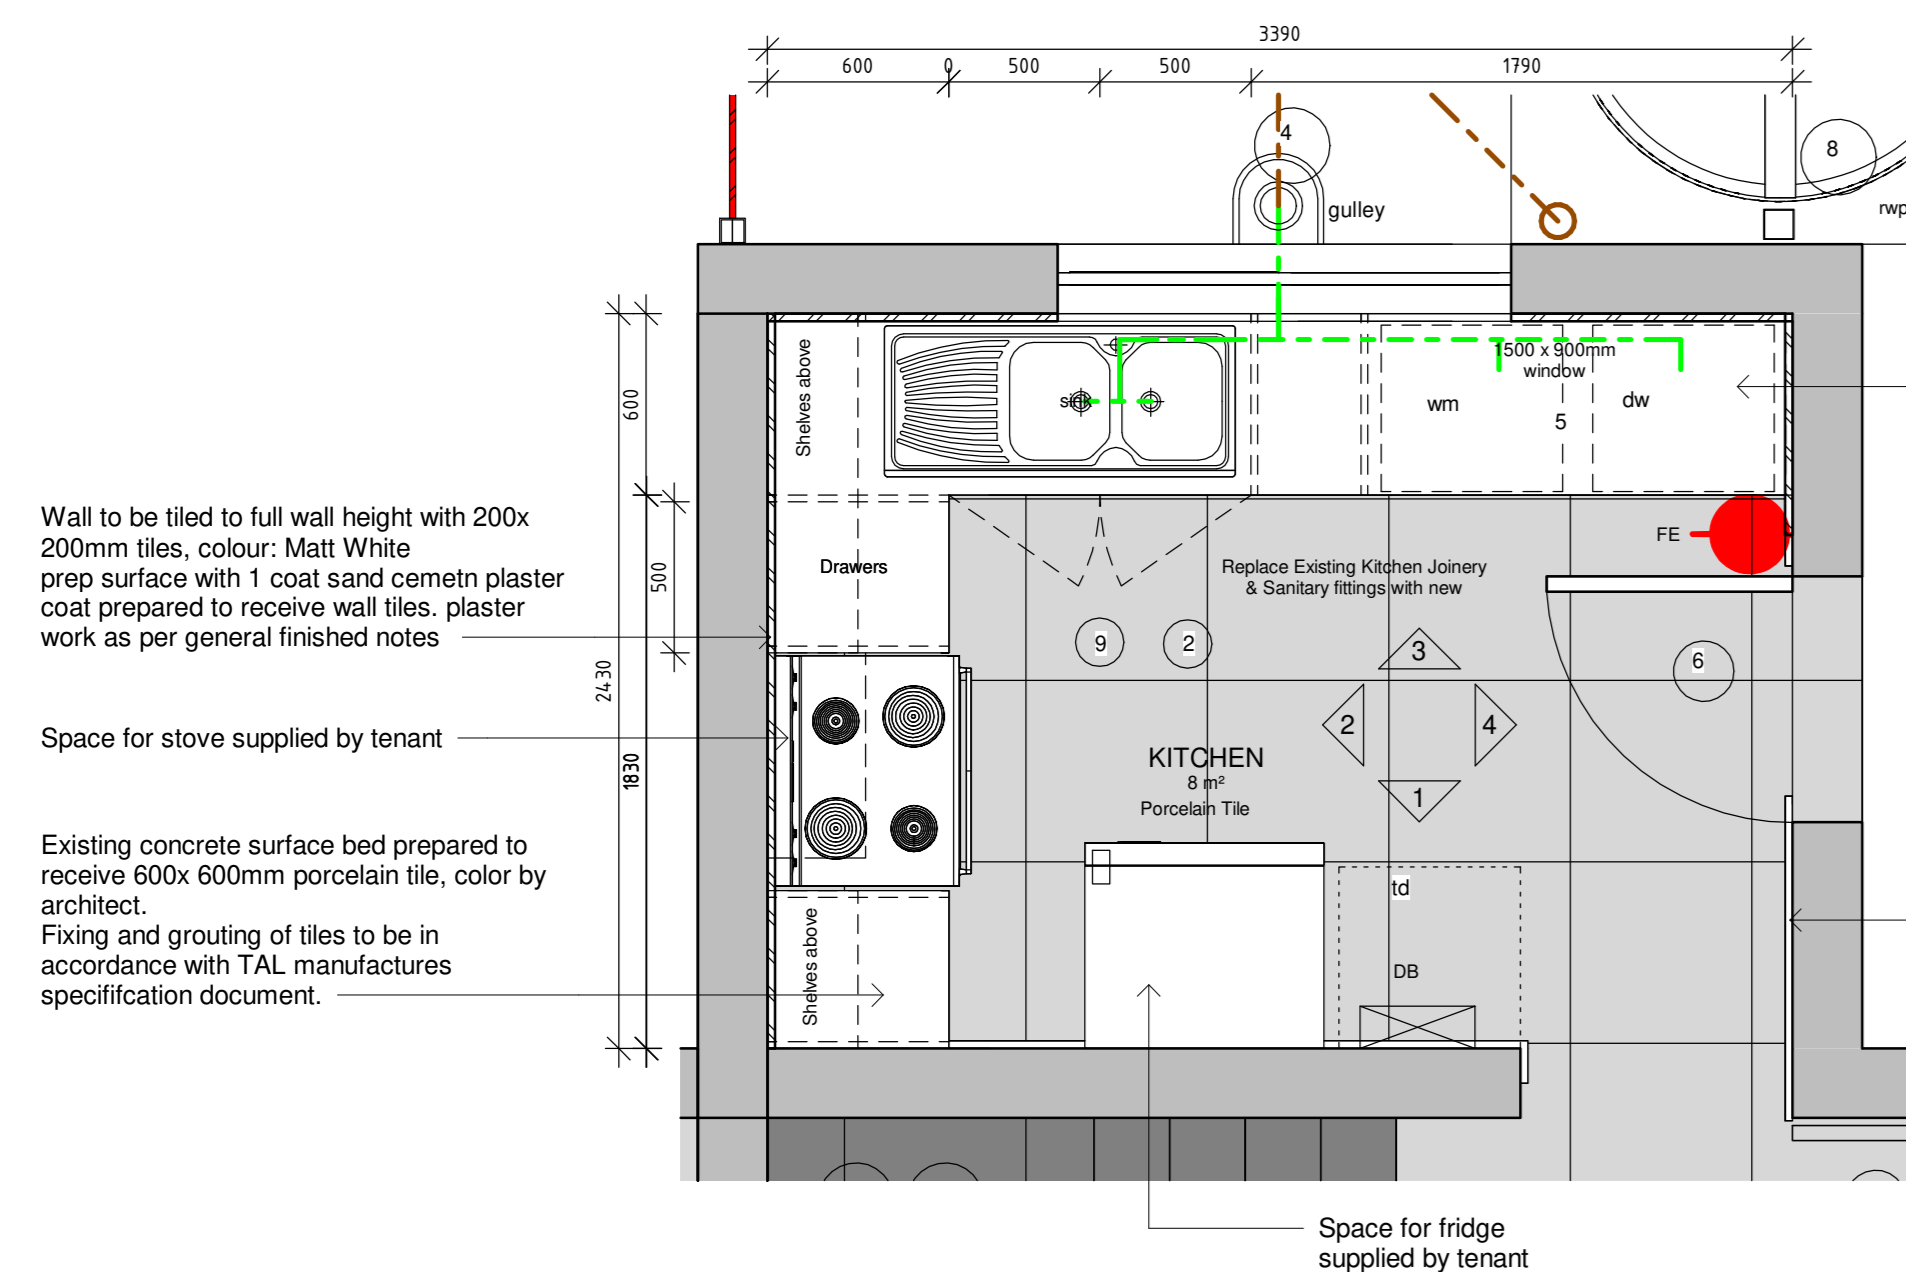 3390
600
0
500
500
1790
4
8
gulley
rwp
Shelves above
sink
1500 x 900mm
window
wm
dw
5
600
2430
500
1830
Wall to be tiled to full wall height with 200x
200mm tiles, colour: Matt White
prep surface with 1 coat sand cemetn plaster
coat prepared to receive wall tiles. plaster
work as per general finished notes
Drawers
FE
Replace Existing Kitchen Joinery
& Sanitary fittings with new
9
2
3
6
2
4
1
Space for stove supplied by tenant
KITCHEN
8 m²
Porcelain Tile
Existing concrete surface bed prepared to
receive 600x 600mm porcelain tile, color by
architect.
Fixing and grouting of tiles to be in
accordance with TAL manufactures
specififcation document.
Shelves above
td
DB
Space for fridge
supplied by tenant